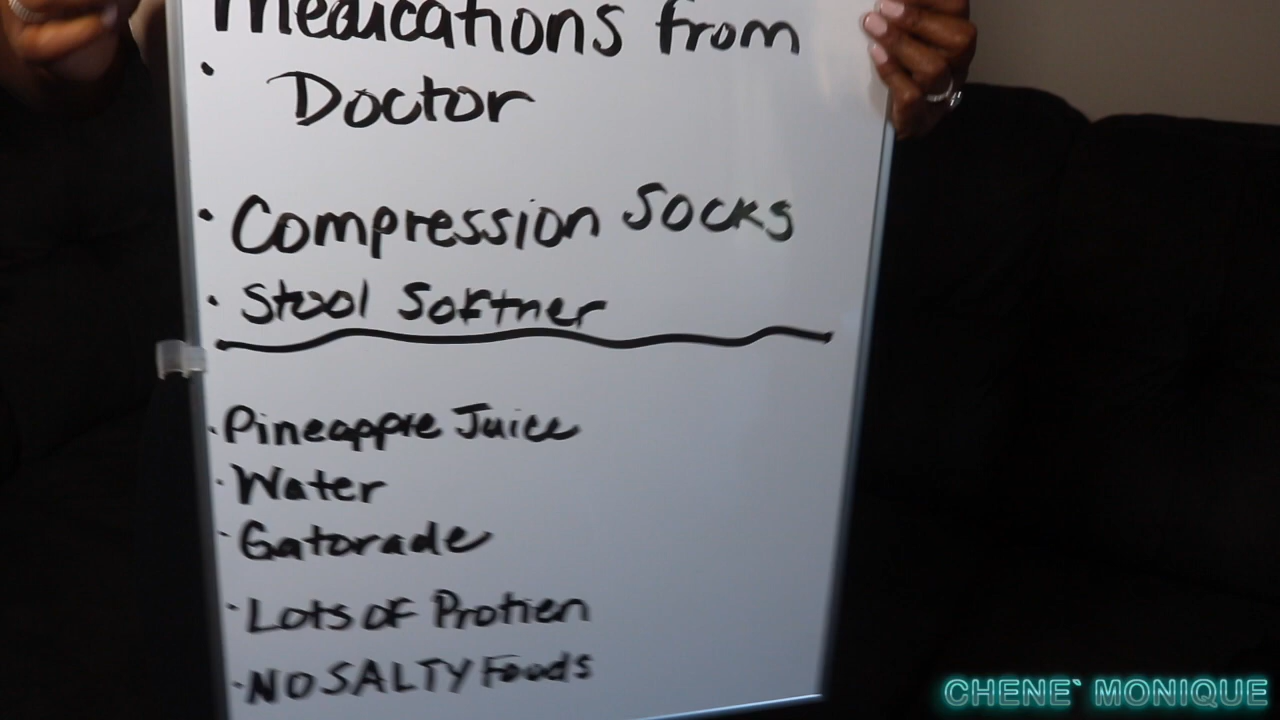 Medications from
• Doctor
• Compression Socks
• Stool Softner
• Pineapple Juice
• Water
• Gatorade
• Lots of Protien
• NO SALTY Foods
CHENE` MONIQUE